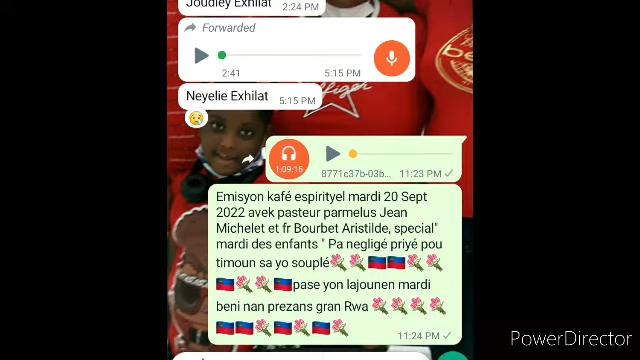 Joudley Exhilat
2:24 PM
Forwarded
2:41
5:15 PM
Neyelie Exhilat
5:15 PM
1:09:15
8771c37b-03b...
11:23 PM
Emisyon kafé espirityel mardi 20 Sept
2022 avek pasteur parmelus Jean
Michelet et fr Bourbet Aristilde, special"
mardi des enfants " Pa negligé priyé pou
timoun sa yo souplé
pase yon lajounen mardi
beni nan prezans gran Rwa
11:24 PM
PowerDirector